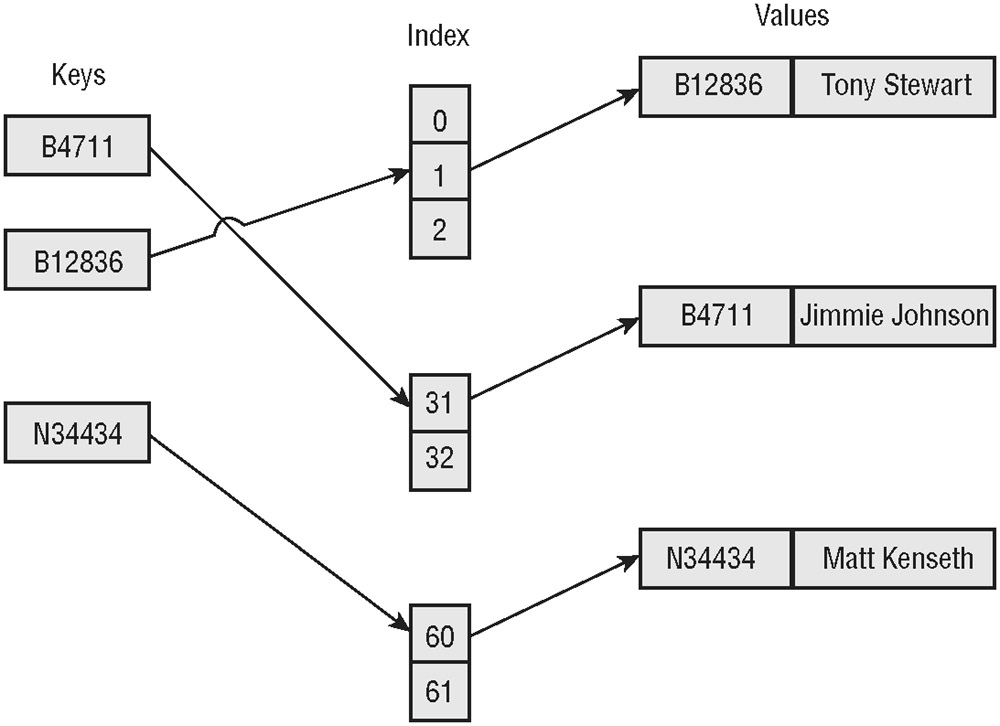 Keys
Index
Values
B4711
B12836
N34434
0
1
2
31
32
60
61
B12836 Tony Stewart
B4711 Jimmie Johnson
N34434 Matt Kenseth